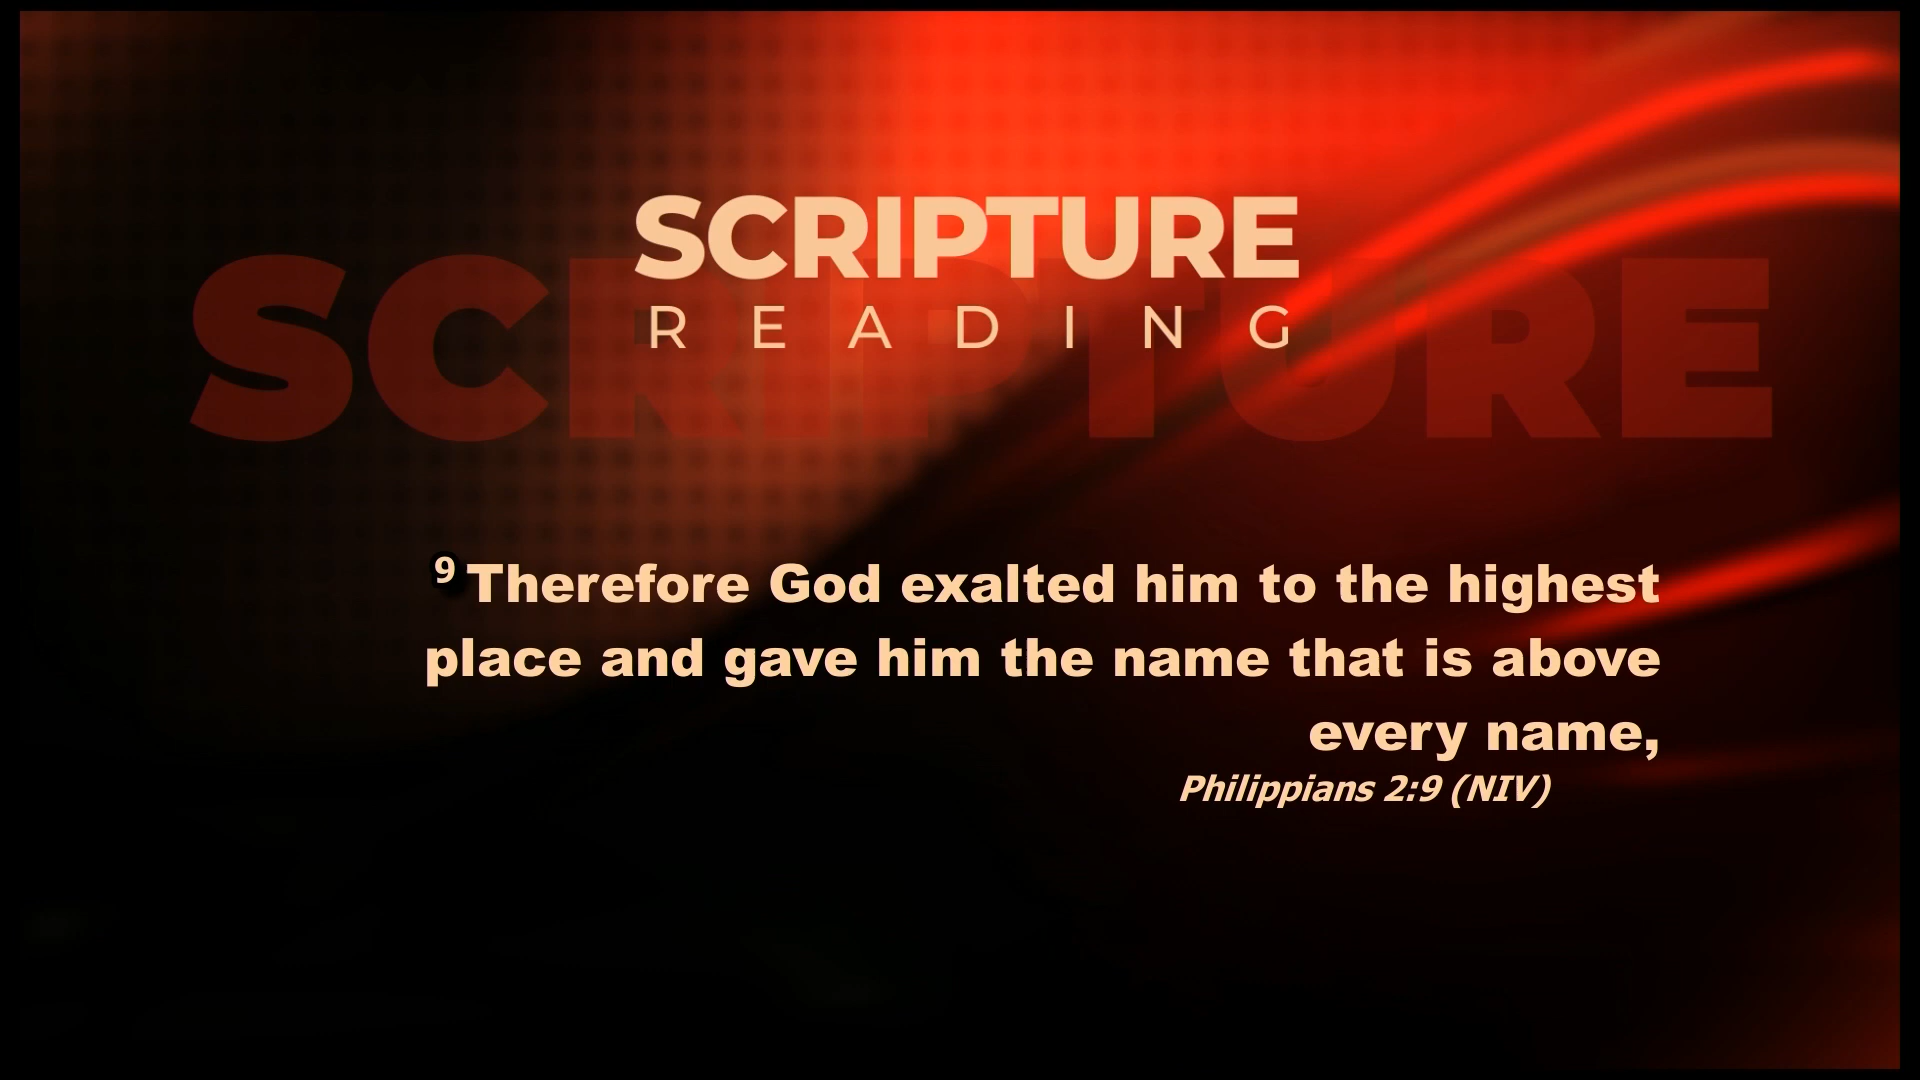 SCRIPTURE
SCRIPTURE
READING
9 Therefore God exalted him to the highest
place and gave him the name that is above
every name,
Philippians 2:9 (NIV)